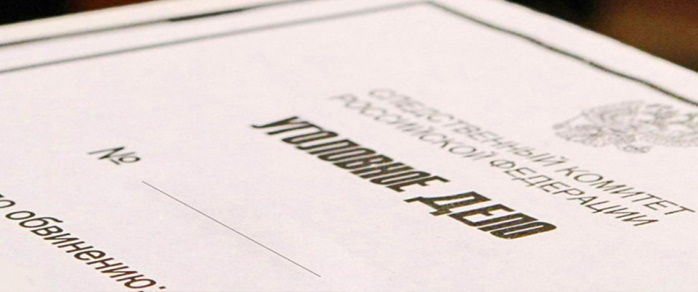 СЛЕДСТВЕННЫЙ КОМИТЕТ
РОССИЙСКОЙ ФЕДЕРАЦИИ
УГОЛОВНОЕ ДЕЛО
№
обвинению: